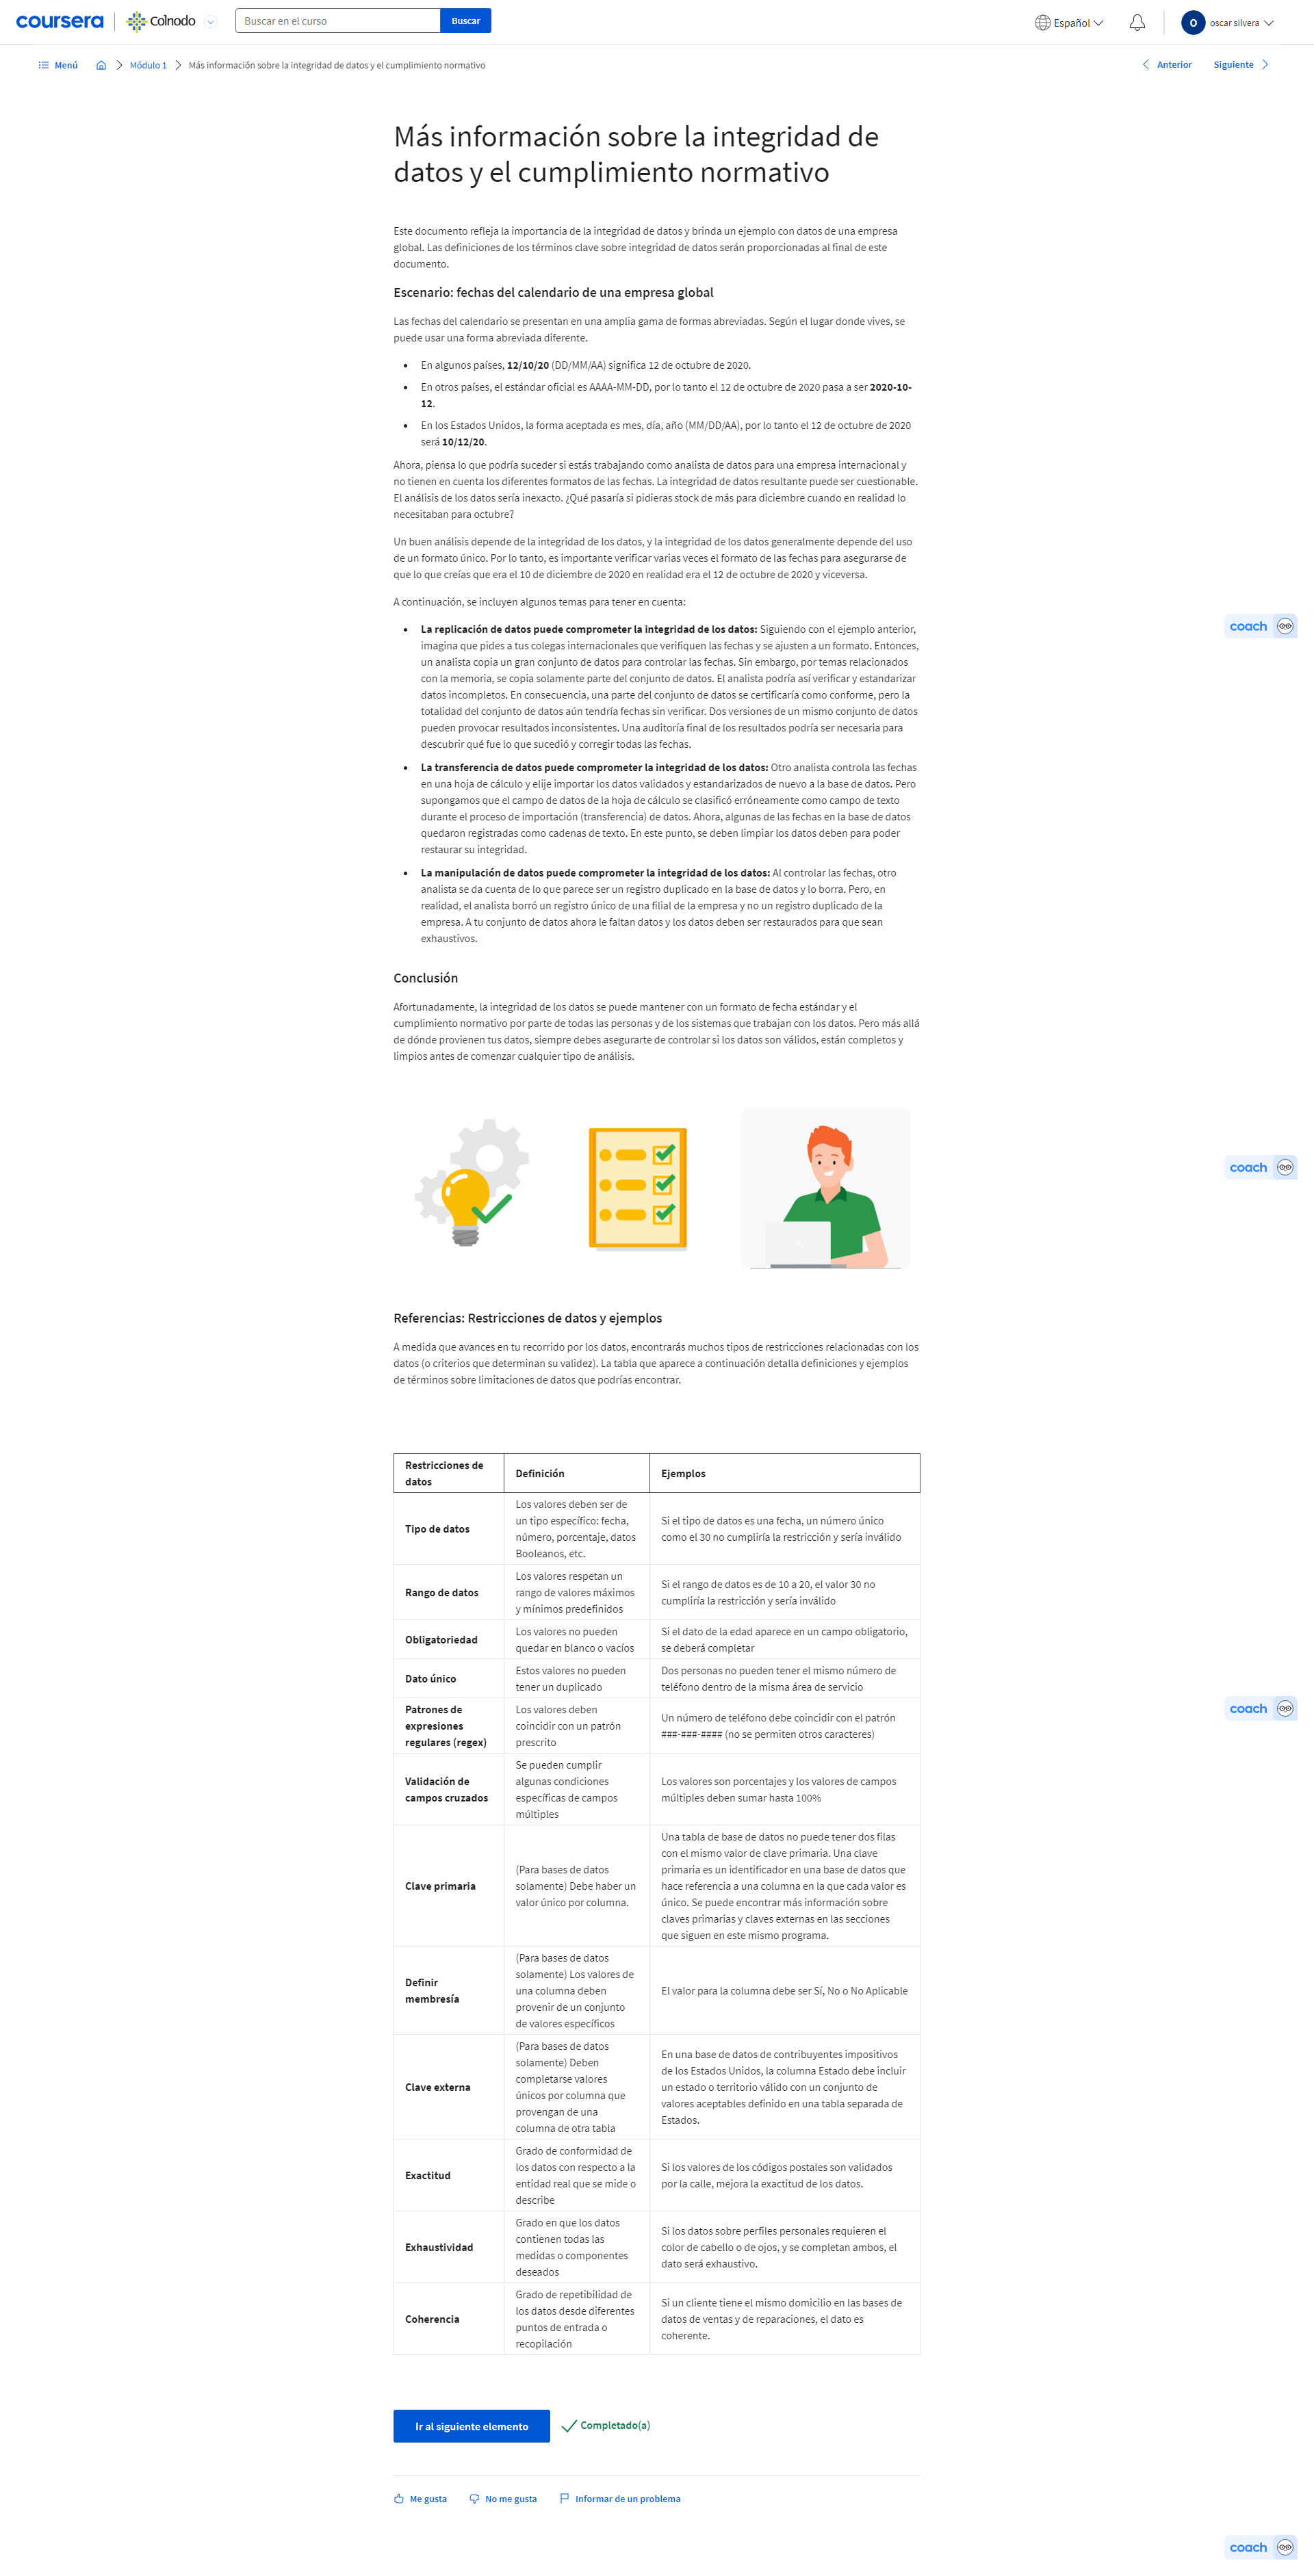 coursera
Colnodo
Buscar en el curso
Buscar
Español
O
oscar silvera
Menú
Módulo 1
Más información sobre la integridad de datos y el cumplimiento normativo
Anterior
Siguiente
Más información sobre la integridad de
datos y el cumplimiento normativo
Este documento refleja la importancia de la integridad de datos y brinda un ejemplo con datos de una empresa
global. Las definiciones de los términos clave sobre integridad de datos serán proporcionadas al final de este
documento.
Escenario: fechas del calendario de una empresa global
Las fechas del calendario se presentan en una amplia gama de formas abreviadas. Según el lugar donde vives, se
puede usar una forma abreviada diferente.
En algunos países, 12/10/20 (DD/MM/AA) significa 12 de octubre de 2020.
En otros países, el estándar oficial es AAAA-MM-DD, por lo tanto el 12 de octubre de 2020 pasa a ser 2020-10-
12.
En los Estados Unidos, la forma aceptada es mes, día, año (MM/DD/AA), por lo tanto el 12 de octubre de 2020
será 10/12/20.
Ahora, piensa lo que podría suceder si estás trabajando como analista de datos para una empresa internacional y
no tienen en cuenta los diferentes formatos de las fechas. La integridad de datos resultante puede ser cuestionable.
El análisis de los datos sería inexacto. ¿Qué pasaría si pidieras stock de más para diciembre cuando en realidad lo
necesitaban para octubre?
Un buen análisis depende de la integridad de los datos, y la integridad de los datos generalmente depende del uso
de un formato único. Por lo tanto, es importante verificar varias veces el formato de las fechas para asegurarse de
que lo que creías que era el 10 de diciembre de 2020 en realidad era el 12 de octubre de 2020 y viceversa.
A continuación, se incluyen algunos temas para tener en cuenta:
La replicación de datos puede comprometer la integridad de los datos: Siguiendo con el ejemplo anterior,
imagina que pides a tus colegas internacionales que verifiquen las fechas y se ajusten a un formato. Entonces,
un analista copia un gran conjunto de datos para controlar las fechas. Sin embargo, por temas relacionados
con la memoria, se copia solamente parte del conjunto de datos. El analista podría así verificar y estandarizar
datos incompletos. En consecuencia, una parte del conjunto de datos se certificaría como conforme, pero la
totalidad del conjunto de datos aún tendría fechas sin verificar. Dos versiones de un mismo conjunto de datos
pueden provocar resultados inconsistentes. Una auditoría final de los resultados podría ser necesaria para
descubrir qué fue lo que sucedió y corregir todas las fechas.
La transferencia de datos puede comprometer la integridad de los datos: Otro analista controla las fechas
en una hoja de cálculo y elije importar los datos validados y estandarizados de nuevo a la base de datos. Pero
supongamos que el campo de datos de la hoja de cálculo se clasificó erróneamente como campo de texto
durante el proceso de importación (transferencia) de datos. Ahora, algunas de las fechas en la base de datos
quedaron registradas como cadenas de texto. En este punto, se deben limpiar los datos deben para poder
restaurar su integridad.
La manipulación de datos puede comprometer la integridad de los datos: Al controlar las fechas, otro
analista se da cuenta de lo que parece ser un registro duplicado en la base de datos y lo borra. Pero, en
realidad, el analista borró un registro único de una filial de la empresa y no un registro duplicado de la
empresa. A tu conjunto de datos ahora le faltan datos y los datos deben ser restaurados para que sean
exhaustivos.
coach
Conclusión
Afortunadamente, la integridad de los datos se puede mantener con un formato de fecha estándar y el
cumplimiento normativo por parte de todas las personas y de los sistemas que trabajan con los datos. Pero más allá
de dónde provienen tus datos, siempre debes asegurarte de controlar si los datos son válidos, están completos y
limpios antes de comenzar cualquier tipo de análisis.
coach
Referencias: Restricciones de datos y ejemplos
A medida que avances en tu recorrido por los datos, encontrarás muchos tipos de restricciones relacionadas con los
datos (o criterios que determinan su validez). La tabla que aparece a continuación detalla definiciones y ejemplos
de términos sobre limitaciones de datos que podrías encontrar.
Restricciones de
datos
Definición
Ejemplos
Tipo de datos
Los valores deben ser de
un tipo específico: fecha,
número, porcentaje, datos
Booleanos, etc.
Si el tipo de datos es una fecha, un número único
como el 30 no cumpliría la restricción y sería inválido
Rango de datos
Los valores respetan un
rango de valores máximos
y mínimos predefinidos
Si el rango de datos es de 10 a 20, el valor 30 no
cumpliría la restricción y sería inválido
Obligatoriedad
Los valores no pueden
quedar en blanco o vacíos
Si el dato de la edad aparece en un campo obligatorio,
se deberá completar
Dato único
Estos valores no pueden
tener un duplicado
Dos personas no pueden tener el mismo número de
teléfono dentro de la misma área de servicio
Patrones de
expresiones
regulares (regex)
Los valores deben
coincidir con un patrón
prescrito
Un número de teléfono debe coincidir con el patrón
###-###-#### (no se permiten otros caracteres)
coach
Validación de
campos cruzados
Se pueden cumplir
algunas condiciones
específicas de campos
múltiples
Los valores son porcentajes y los valores de campos
múltiples deben sumar hasta 100%
Clave primaria
(Para bases de datos
solamente) Debe haber un
valor único por columna.
Una tabla de base de datos no puede tener dos filas
con el mismo valor de clave primaria. Una clave
primaria es un identificador en una base de datos que
hace referencia a una columna en la que cada valor es
único. Se puede encontrar más información sobre
claves primarias y claves externas en las secciones
que siguen en este mismo programa.
Definir
membresía
(Para bases de datos
solamente) Los valores de
una columna deben
provenir de un conjunto
de valores específicos
El valor para la columna debe ser Sí, No o No Aplicable
Clave externa
(Para bases de datos
solamente) Deben
completarse valores
únicos por columna que
provengan de una
columna de otra tabla
En una base de datos de contribuyentes impositivos
de los Estados Unidos, la columna Estado debe incluir
un estado o territorio válido con un conjunto de
valores aceptables definido en una tabla separada de
Estados.
Exactitud
Grado de conformidad de
los datos con respecto a la
entidad real que se mide o
describe
Si los valores de los códigos postales son validados
por la calle, mejora la exactitud de los datos.
Exhaustividad
Grado en que los datos
contienen todas las
medidas o componentes
deseados
Si los datos sobre perfiles personales requieren el
color de cabello o de ojos, y se completan ambos, el
dato será exhaustivo.
Coherencia
Grado de repetibilidad de
los datos desde diferentes
puntos de entrada o
recopilación
Si un cliente tiene el mismo domicilio en las bases de
datos de ventas y de reparaciones, el dato es
coherente.
Ir al siguiente elemento
Completado(a)
Me gusta
No me gusta
Informar de un problema
coach